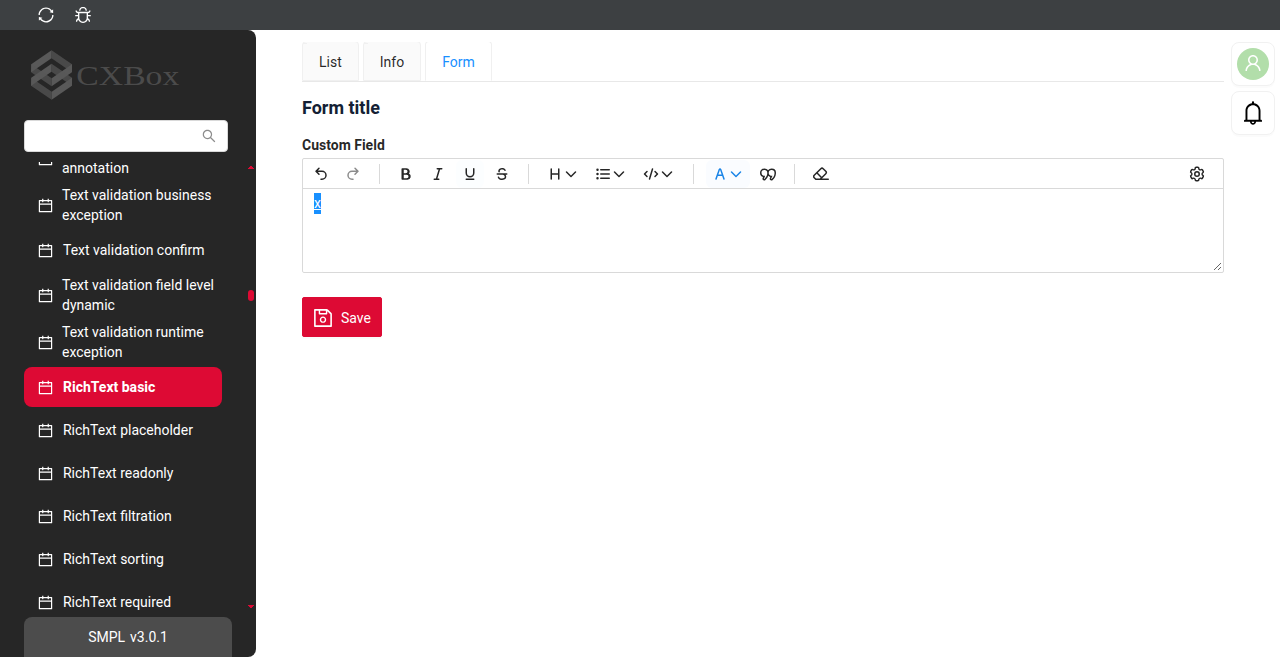 CXBox
List
Info
Form
Form title
Custom Field
x
Save
annotation
Text validation business
exception
Text validation confirm
Text validation field level
dynamic
Text validation runtime
exception
RichText basic
RichText placeholder
RichText readonly
RichText filtration
RichText sorting
RichText required
SMPL v3.0.1